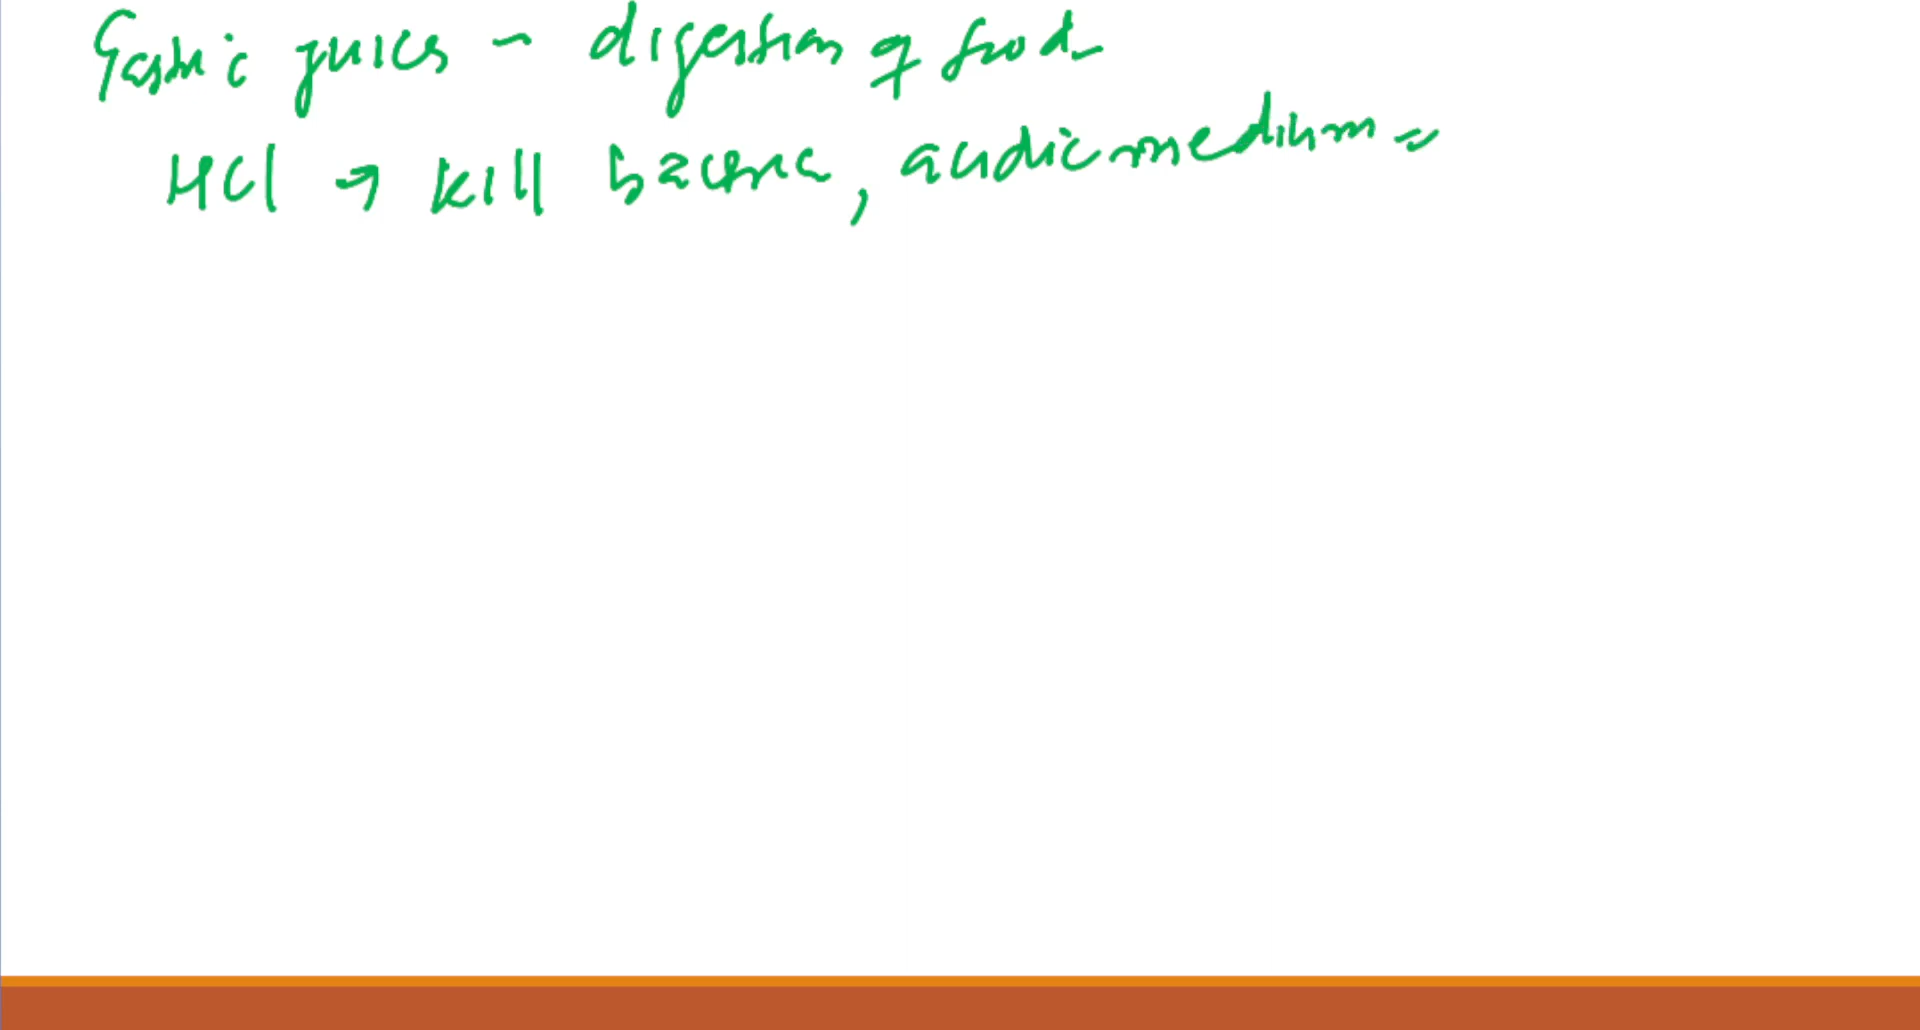 Gastric juices - digestion of food
HCl → kill bacteria, acidic medium